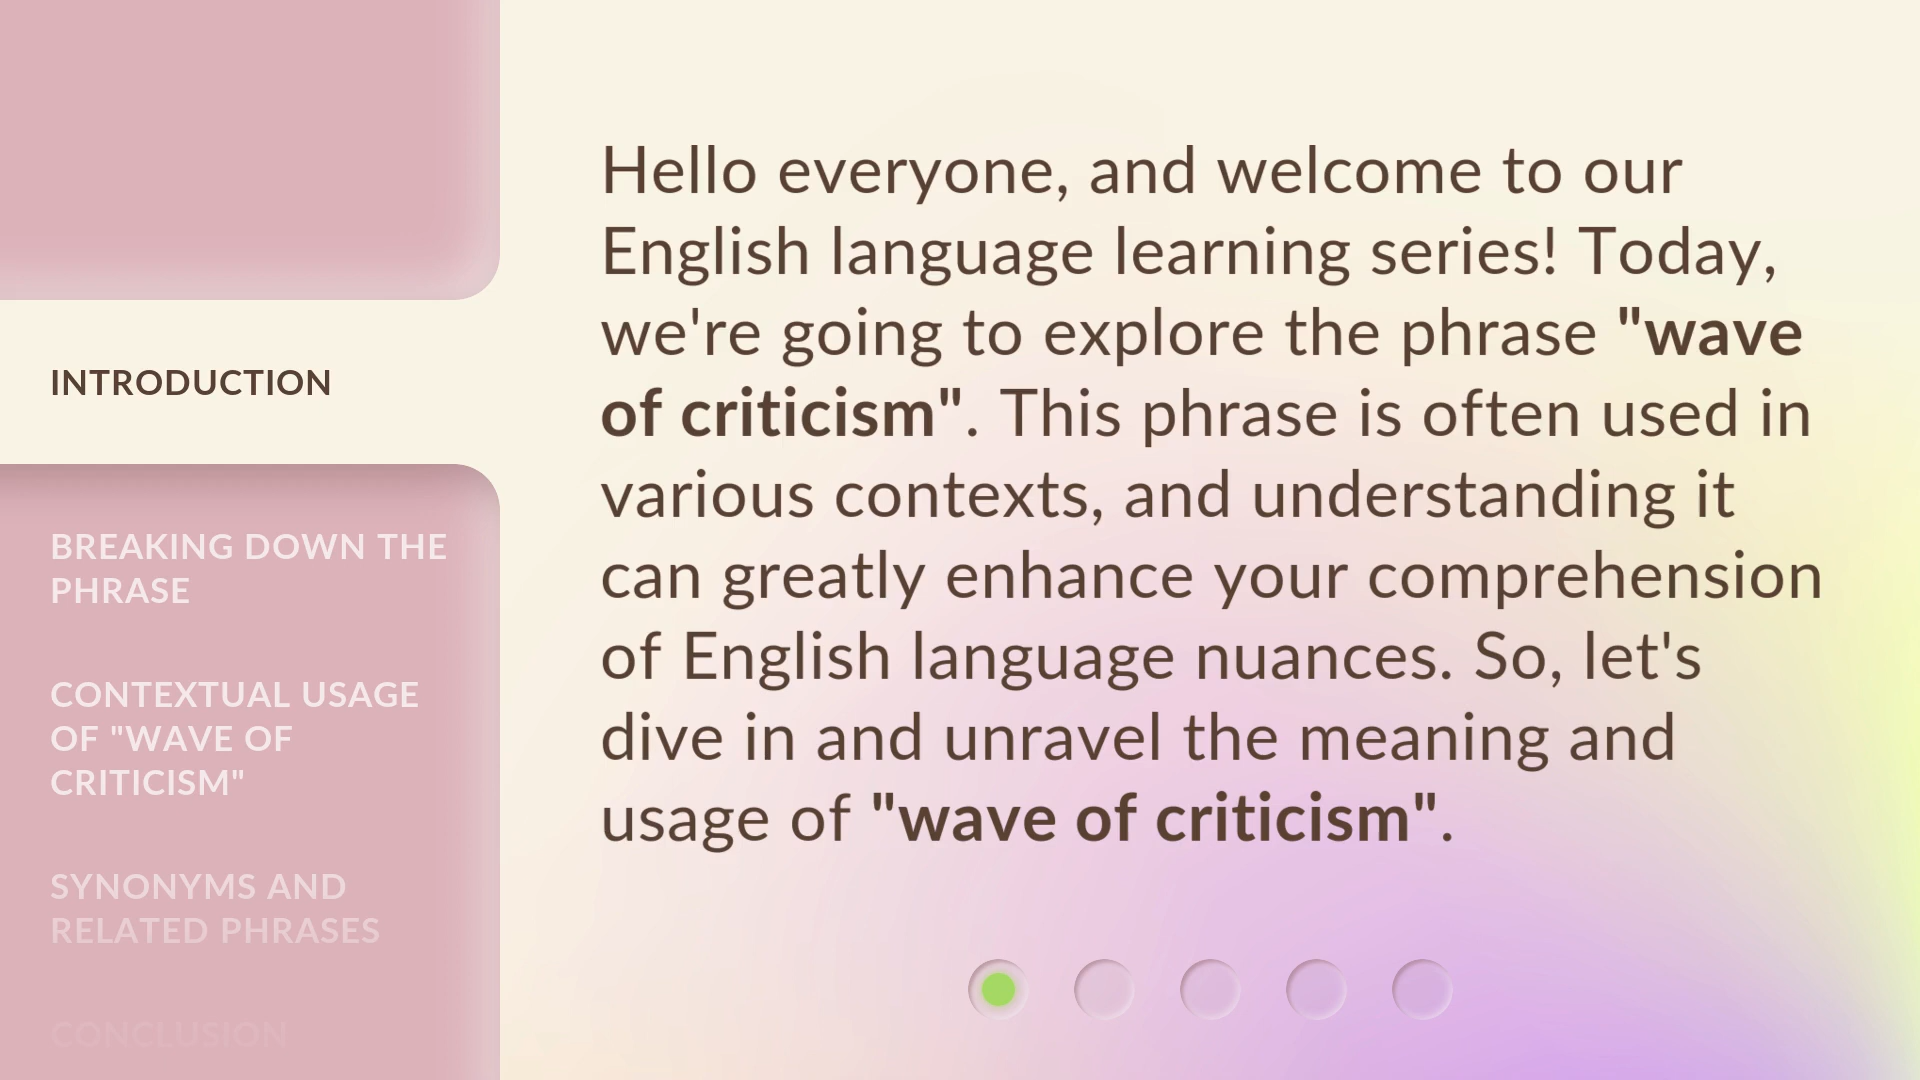 INTRODUCTION
BREAKING DOWN THE
PHRASE
CONTEXTUAL USAGE
OF "WAVE OF
CRITICISM"
SYNONYMS AND
RELATED PHRASES
CONCLUSION
Hello everyone, and welcome to our
English language learning series! Today,
we're going to explore the phrase "wave
of criticism". This phrase is often used in
various contexts, and understanding it
can greatly enhance your comprehension
of English language nuances. So, let's
dive in and unravel the meaning and
usage of "wave of criticism".